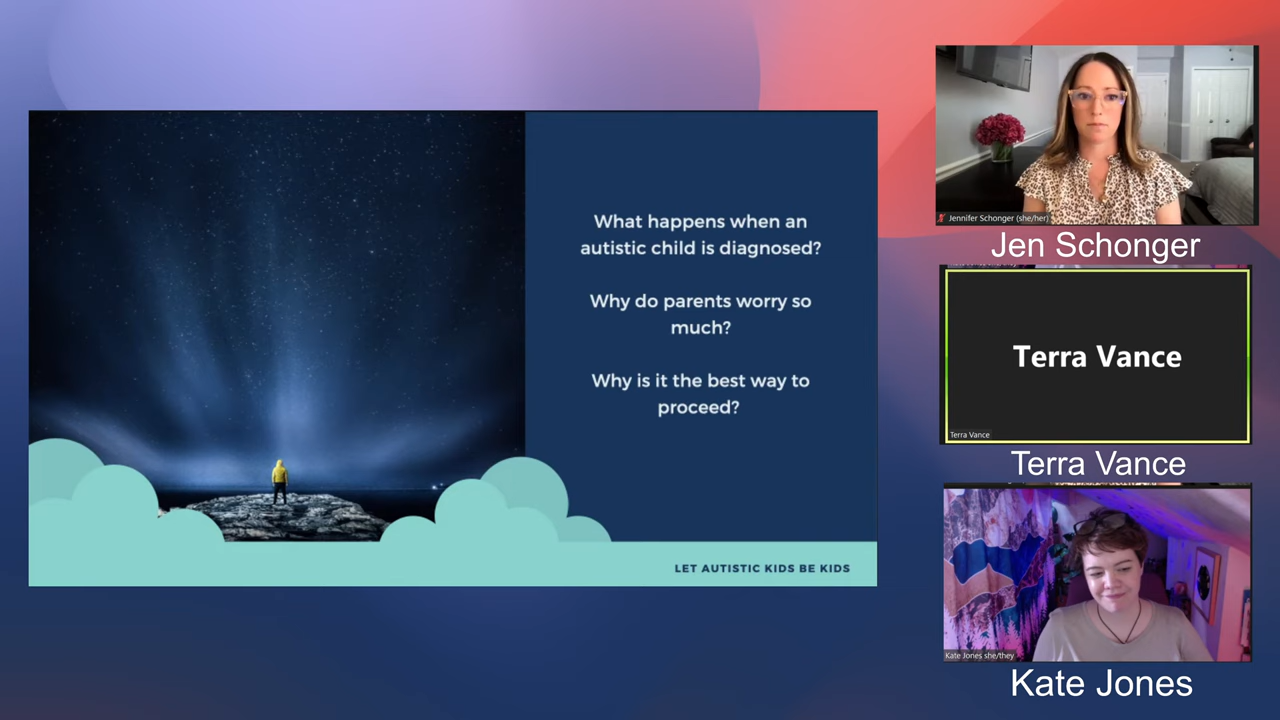 What happens when an
autistic child is diagnosed?
Why do parents worry so
much?
Why is it the best way to
proceed?
LET AUTISTIC KIDS BE KIDS
Jennifer Schonger (she/her)
Jen Schonger
Terra Vance
Terra Vance
Terra Vance
Kate Jones she/they
Kate Jones